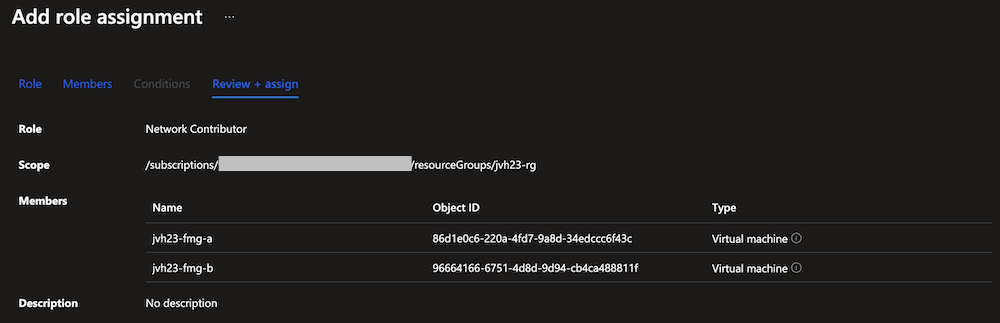 Add role assignment ...
Role Members Conditions Review + assign
Role Network Contributor
Scope /subscriptions/ /resourceGroups/jvh23-rg
Members
Name Object ID Type
jvh23-fmg-a 86d1e0c6-220a-4fd7-9a8d-34edccc6f43c Virtual machine
jvh23-fmg-b 96664166-6751-4d8d-9d94-cb4ca488811f Virtual machine
Description No description